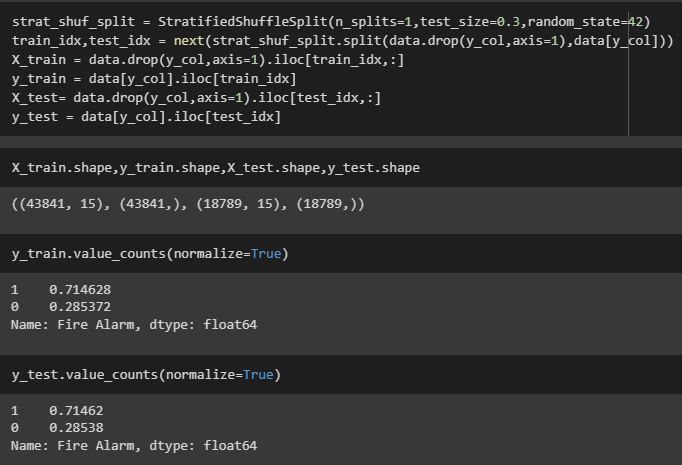 strat_shuf_split = StratifiedShuffleSplit(n_splits=1,test_size=0.3,random_state=42)
train_idx,test_idx = next(strat_shuf_split.split(data.drop(y_col,axis=1),data[y_col]))
X_train = data.drop(y_col,axis=1).iloc[train_idx,:]
y_train = data[y_col].iloc[train_idx]
X_test= data.drop(y_col,axis=1).iloc[test_idx,:]
y_test = data[y_col].iloc[test_idx]
X_train.shape,y_train.shape,X_test.shape,y_test.shape
((43841, 15), (43841,), (18789, 15), (18789,))
y_train.value_counts(normalize=True)
1    0.714628
0    0.285372
Name: Fire Alarm, dtype: float64
y_test.value_counts(normalize=True)
1    0.71462
0    0.28538
Name: Fire Alarm, dtype: float64